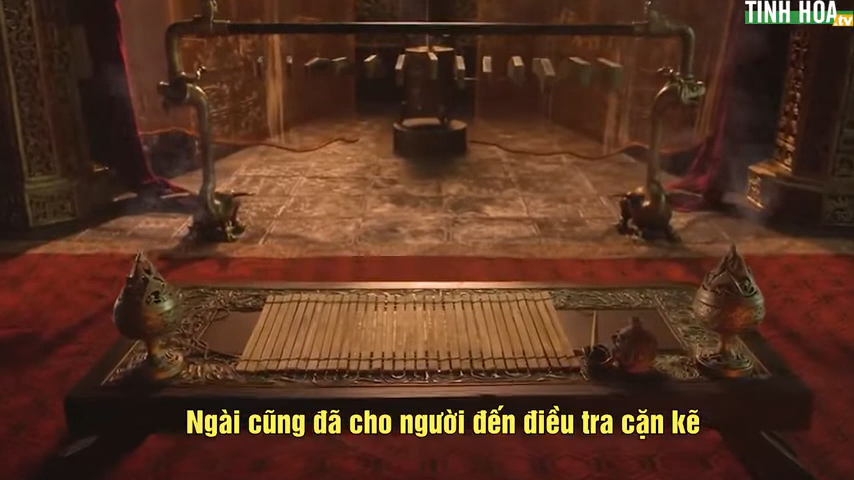 TINH HOA
.tv
Ngài cũng đã cho người đến điều tra cặn kẽ